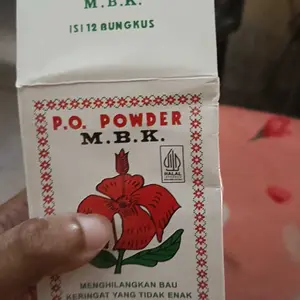 M.B.K.
ISI 12 BUNGKUS
P.O. POWDER
M.B.K.
HALAL
MENGHILANGKAN BAU
KERINGAT YANG TIDAK ENAK